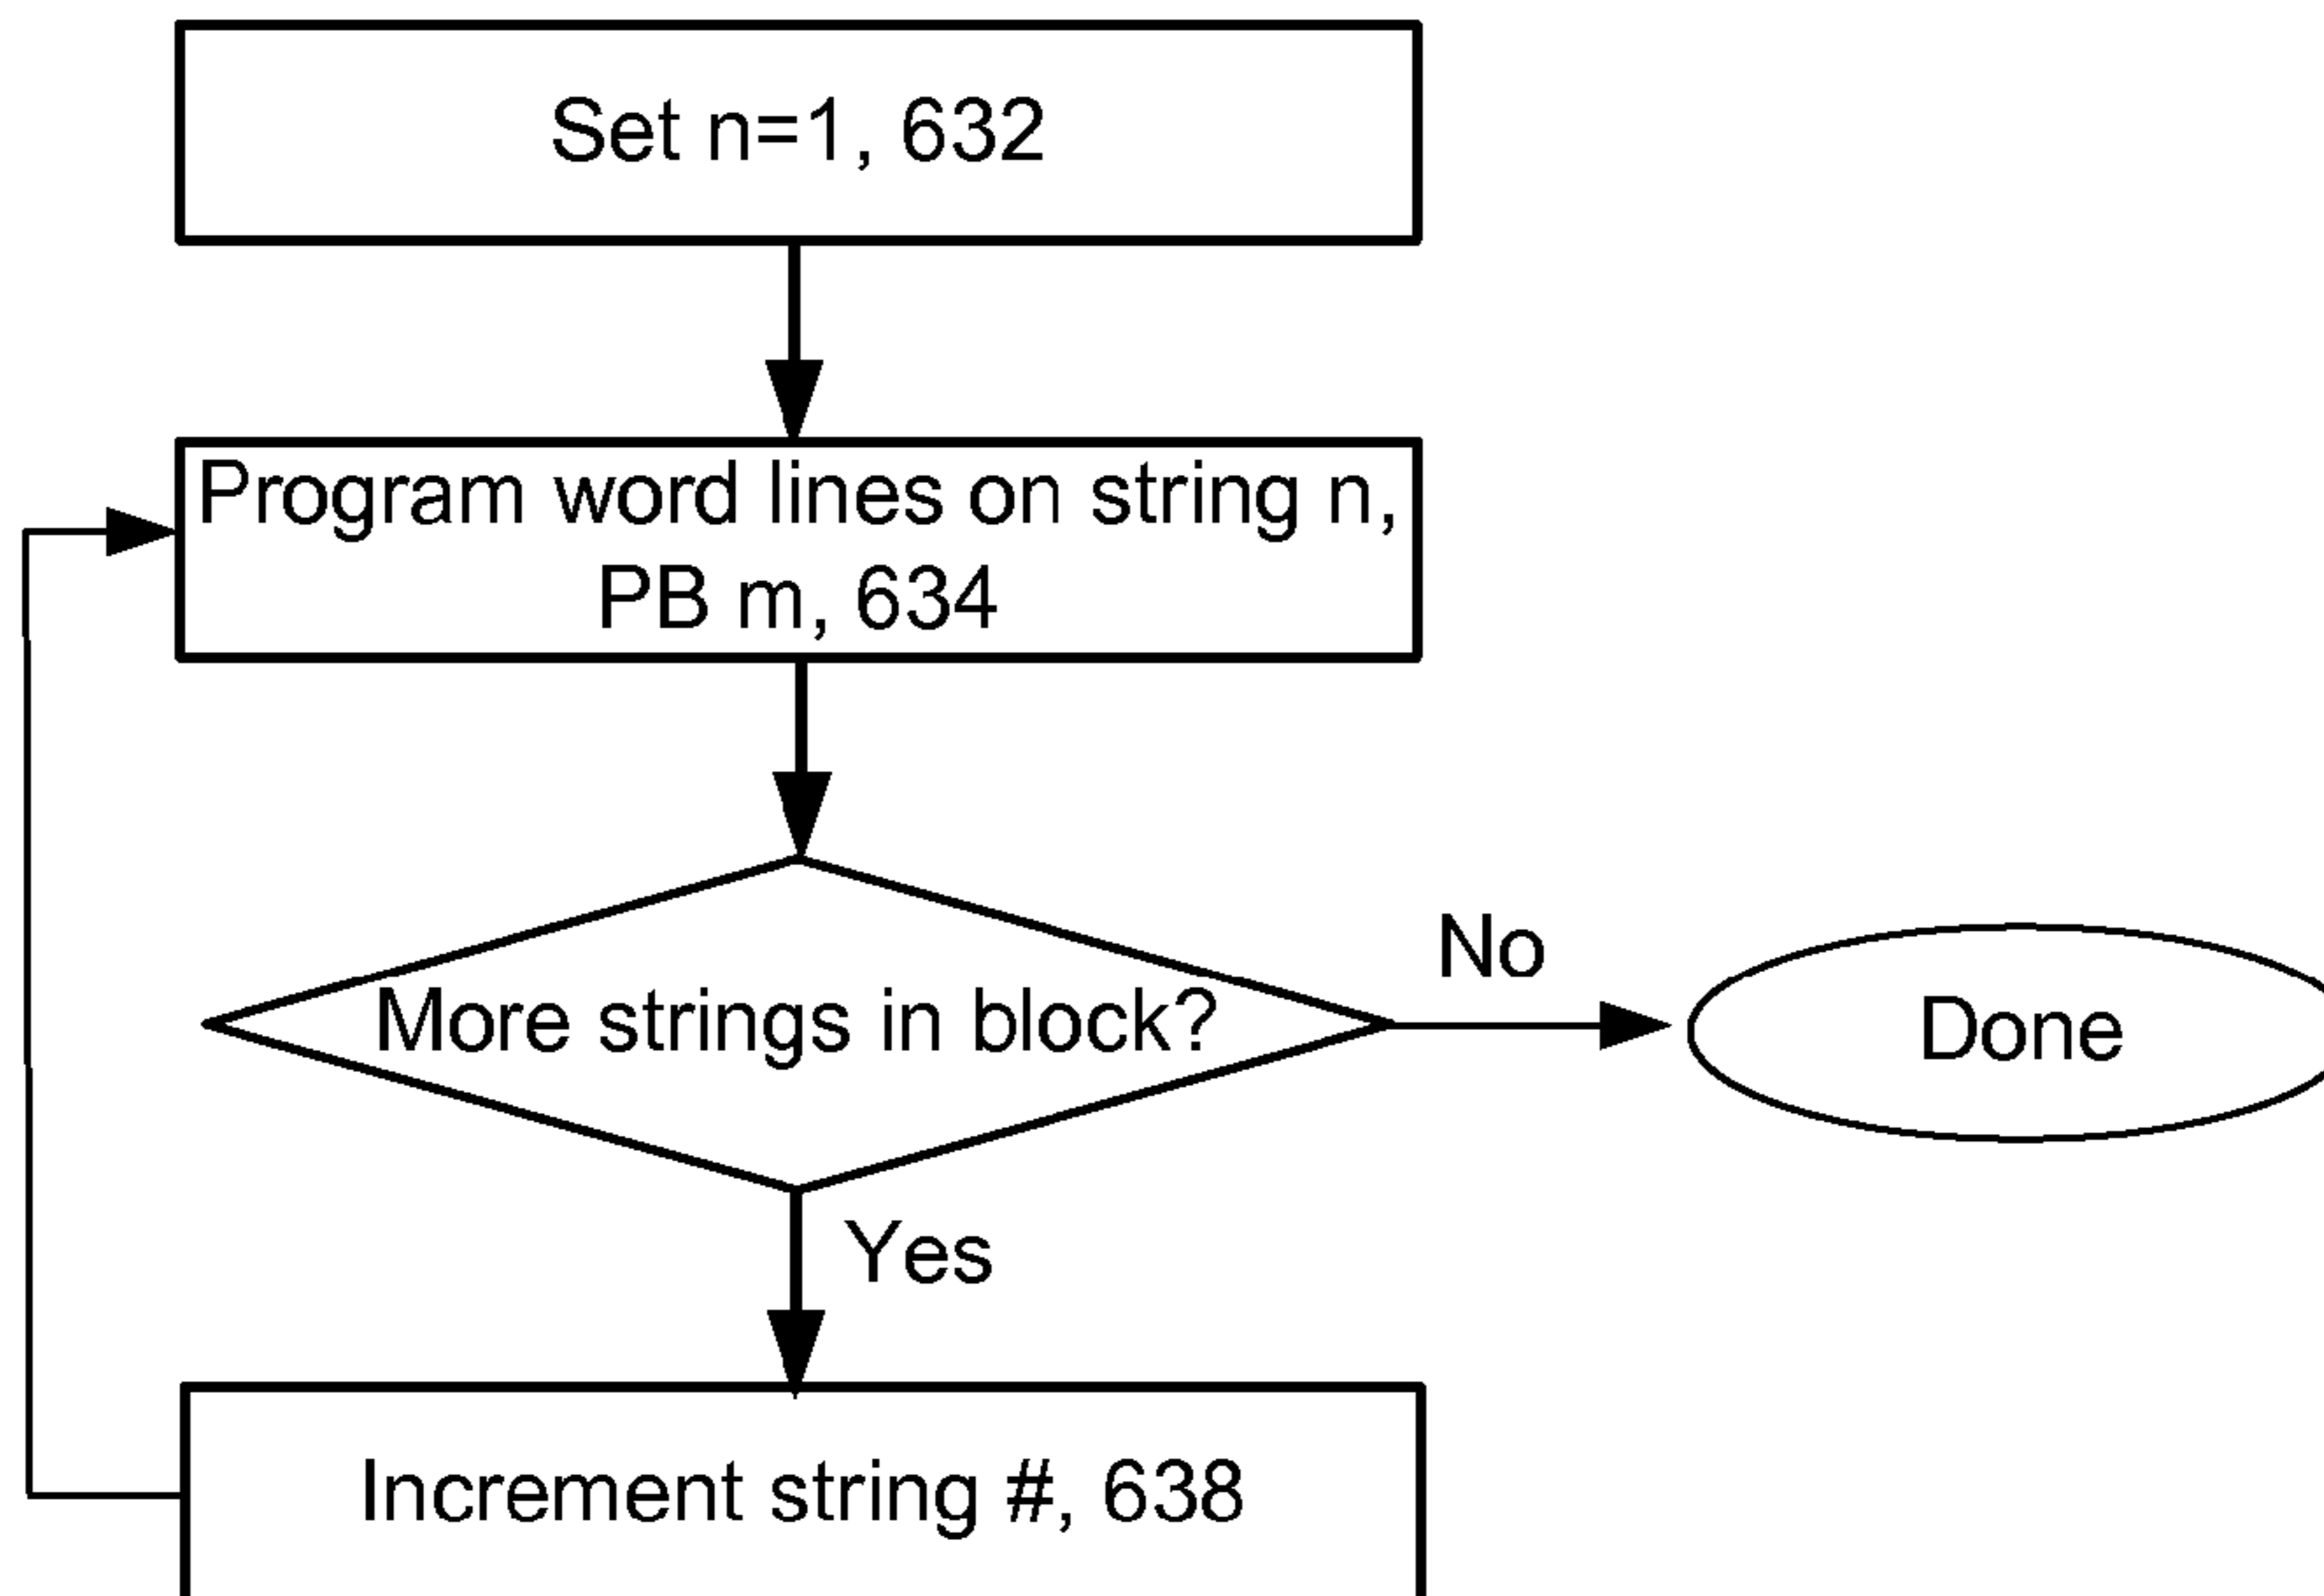 Set n=1, 632
Program word lines on string n,
PB m, 634
More strings in block?
No
Done
Yes
Increment string #, 638